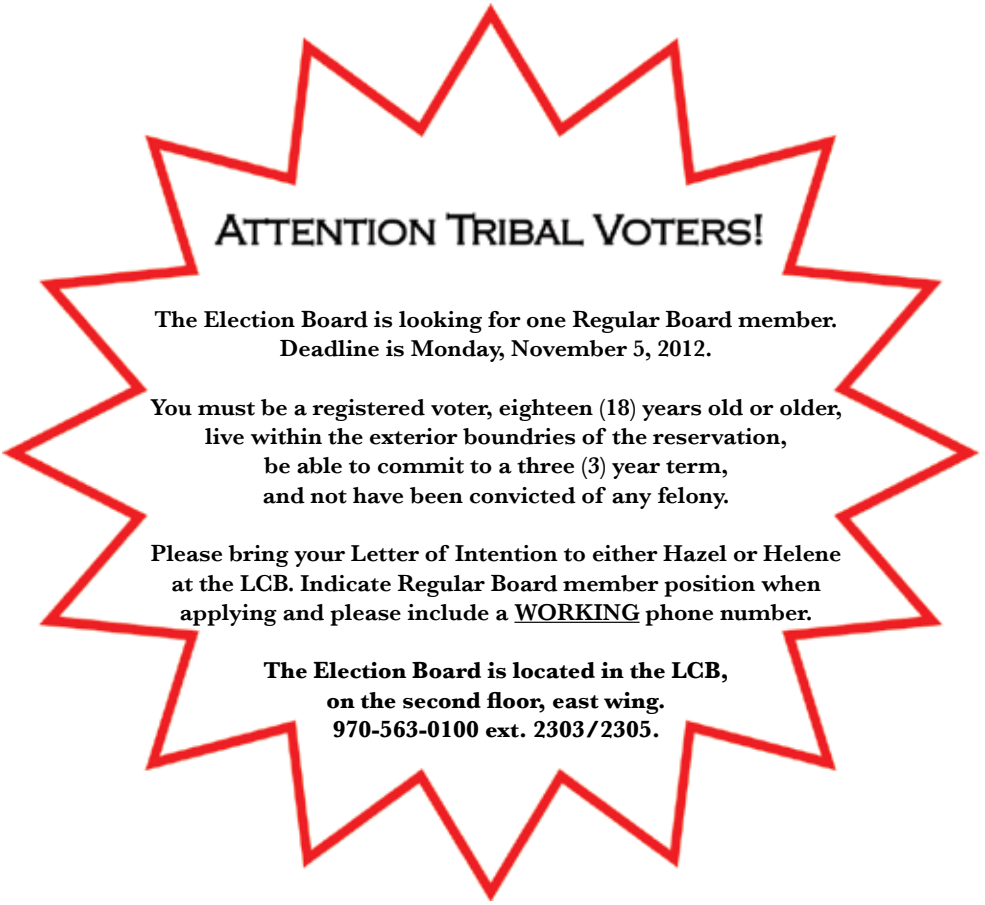 ATTENTION TRIBAL VOTERS!
The Election Board is looking for one Regular Board member.
Deadline is Monday, November 5, 2012.
You must be a registered voter, eighteen (18) years old or older,
live within the exterior boundries of the reservation,
be able to commit to a three (3) year term,
and not have been convicted of any felony.
Please bring your Letter of Intention to either Hazel or Helene
at the LCB. Indicate Regular Board member position when
applying and please include a WORKING phone number.
The Election Board is located in the LCB,
on the second floor, east wing.
970-563-0100 ext. 2303/2305.